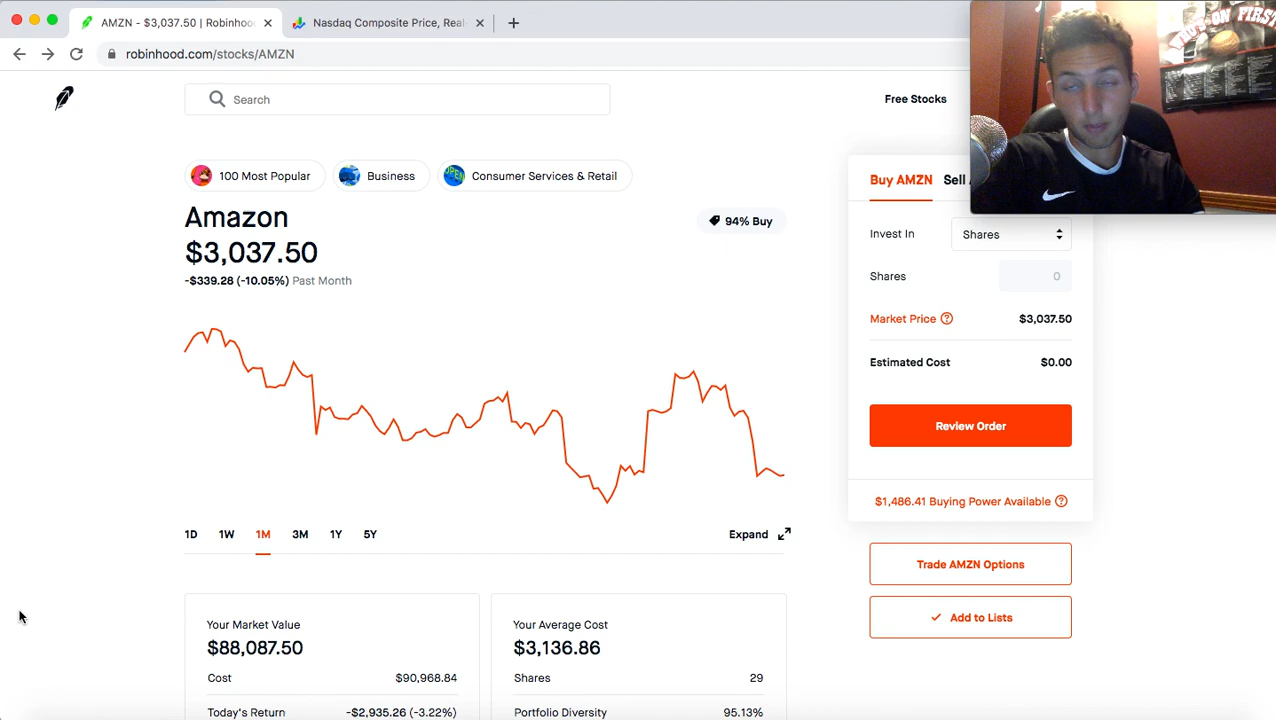 AMZN - $3,037.50 | Robinhood
Nasdaq Composite Price, Real-
robinhood.com/stocks/AMZN
WHO'S ON FIRST
Search
Free Stocks
100 Most Popular
Business
OPEN
Consumer Services & Retail
Amazon
$3,037.50
-$339.28 (-10.05%) Past Month
94% Buy
Buy AMZN
Sell
Invest In
Shares
Shares
0
Market Price
$3,037.50
Estimated Cost
$0.00
Review Order
$1,486.41 Buying Power Available
Trade AMZN Options
Add to Lists
1D
1W
1M
3M
1Y
5Y
Expand
Your Market Value
$88,087.50
Cost
$90,968.84
Today's Return
-$2,935.26 (-3.22%)
Your Average Cost
$3,136.86
Shares
29
Portfolio Diversity
95.13%